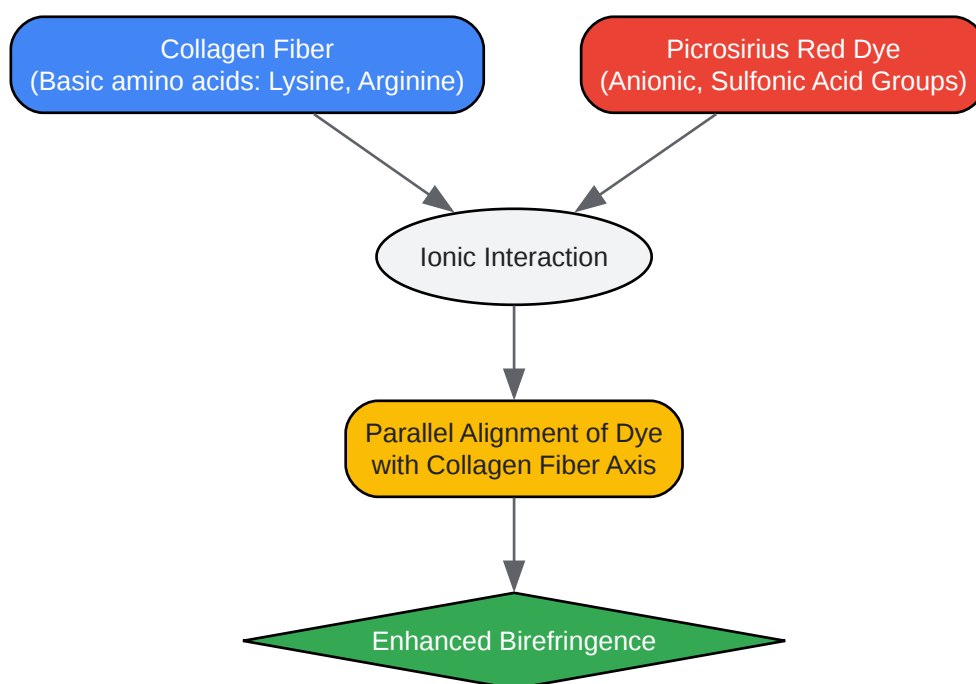 Collagen Fiber
(Basic amino acids: Lysine, Arginine)
Picrosirius Red Dye
(Anionic, Sulfonic Acid Groups)
Ionic Interaction
Parallel Alignment of Dye
with Collagen Fiber Axis
Enhanced Birefringence